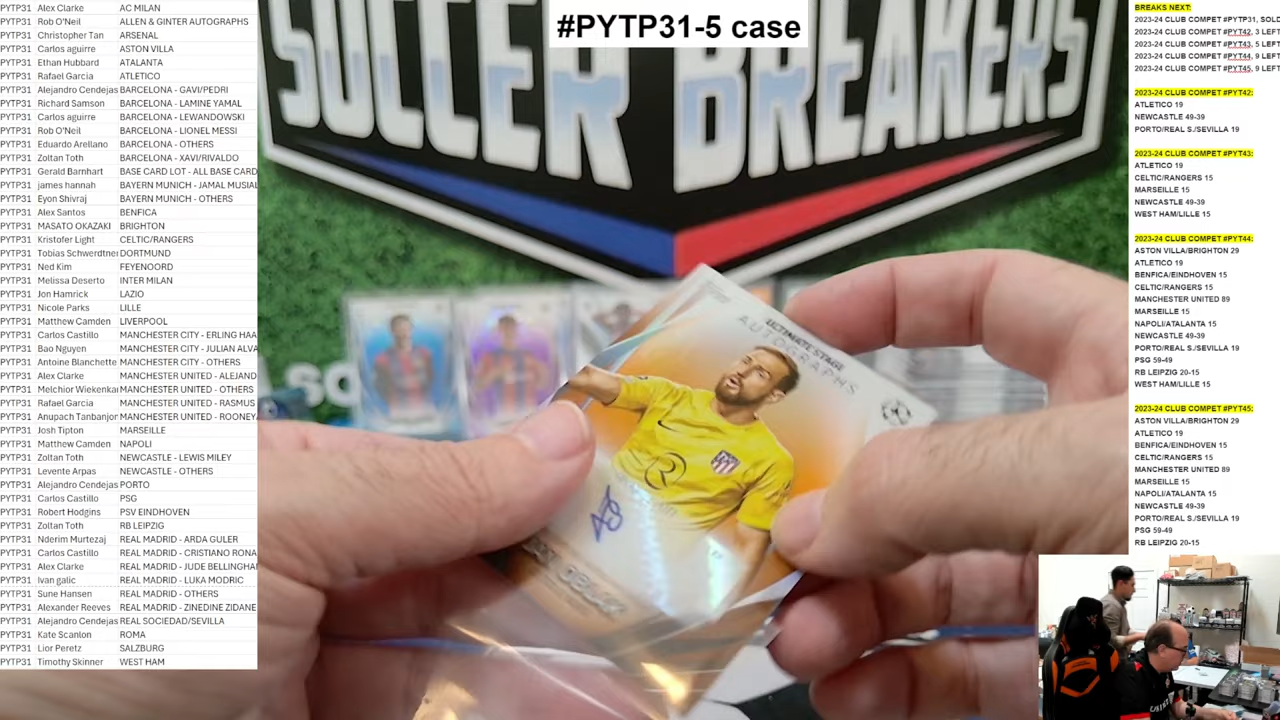 #PYTP31-5 case
SOCCER BREAKERS
PYTP31 Alex Clarke AC MILAN
PYTP31 Rob O'Neil ALLEN & GINTER AUTOGRAPHS
PYTP31 Christopher Tan ARSENAL
PYTP31 Carlos aguirre ASTON VILLA
PYTP31 Ethan Hubbard ATALANTA
PYTP31 Rafael Garcia ATLETICO
PYTP31 Alejandro Cendejas BARCELONA - GAVI/PEDRI
PYTP31 Richard Samson BARCELONA - LAMINE YAMAL
PYTP31 Carlos aguirre BARCELONA - LEWANDOWSKI
PYTP31 Rob O'Neil BARCELONA - LIONEL MESSI
PYTP31 Eduardo Arellano BARCELONA - OTHERS
PYTP31 Zoltan Toth BARCELONA - XAVI/RIVALDO
PYTP31 Gerald Barnhart BASE CARD LOT - ALL BASE CARD
PYTP31 james hannah BAYERN MUNICH - JAMAL MUSIAL
PYTP31 Eyon Shivraj BAYERN MUNICH - OTHERS
PYTP31 Alex Santos BENFICA
PYTP31 MASATO OKAZAKI BRIGHTON
PYTP31 Kristofer Light CELTIC/RANGERS
PYTP31 Tobias Schwerdtner DORTMUND
PYTP31 Ned Kim FEYENOORD
PYTP31 Melissa Deserto INTER MILAN
PYTP31 Jon Hamrick LAZIO
PYTP31 Nicole Parks LILLE
PYTP31 Matthew Camden LIVERPOOL
PYTP31 Carlos Castillo MANCHESTER CITY - ERLING HAA
PYTP31 Bao Nguyen MANCHESTER CITY - JULIAN ALVA
PYTP31 Antoine Blanchette MANCHESTER CITY - OTHERS
PYTP31 Alex Clarke MANCHESTER UNITED - ALEJAND
PYTP31 Melchior Wiekenkar MANCHESTER UNITED - OTHERS
PYTP31 Rafael Garcia MANCHESTER UNITED - RASMUS
PYTP31 Anupach Tanbanjon MANCHESTER UNITED - ROONEY
PYTP31 Josh Tipton MARSEILLE
PYTP31 Matthew Camden NAPOLI
PYTP31 Zoltan Toth NEWCASTLE - LEWIS MILEY
PYTP31 Levente Arpas NEWCASTLE - OTHERS
PYTP31 Alejandro Cendejas PORTO
PYTP31 Carlos Castillo PSG
PYTP31 Robert Hodgins PSV EINDHOVEN
PYTP31 Zoltan Toth RB LEIPZIG
PYTP31 Nderim Murtezaj REAL MADRID - ARDA GULER
PYTP31 Carlos Castillo REAL MADRID - CRISTIANO RONA
PYTP31 Alex Clarke REAL MADRID - JUDE BELLINGHA
PYTP31 Ivan galic REAL MADRID - LUKA MODRIC
PYTP31 Sune Hansen REAL MADRID - OTHERS
PYTP31 Alexander Reeves REAL MADRID - ZINEDINE ZIDANE
PYTP31 Alejandro Cendejas REAL SOCIEDAD/SEVILLA
PYTP31 Kate Scanlon ROMA
PYTP31 Lior Peretz SALZBURG
PYTP31 Timothy Skinner WEST HAM
ULTIMATE STAGE
AUTOGRAPHS
BREAKS NEXT:
2023-24 CLUB COMPET #PYTP31, SOLD
2023-24 CLUB COMPET #PYT42, 3 LEFT
2023-24 CLUB COMPET #PYT43, 5 LEFT
2023-24 CLUB COMPET #PYT44, 9 LEFT
2023-24 CLUB COMPET #PYT45, 9 LEFT
2023-24 CLUB COMPET #PYT42:
ATLETICO 19
NEWCASTLE 49-39
PORTO/REAL S./SEVILLA 19
2023-24 CLUB COMPET #PYT43:
ATLETICO 19
CELTIC/RANGERS 15
MARSEILLE 15
NEWCASTLE 49-39
WEST HAM/LILLE 15
2023-24 CLUB COMPET #PYT44:
ASTON VILLA/BRIGHTON 29
ATLETICO 19
BENFICA/EINDHOVEN 15
CELTIC/RANGERS 15
MANCHESTER UNITED 89
MARSEILLE 15
NAPOLI/ATALANTA 15
NEWCASTLE 49-39
PORTO/REAL S./SEVILLA 19
PSG 59-49
RB LEIPZIG 20-15
WEST HAM/LILLE 15
2023-24 CLUB COMPET #PYT45:
ASTON VILLA/BRIGHTON 29
ATLETICO 19
BENFICA/EINDHOVEN 15
CELTIC/RANGERS 15
MANCHESTER UNITED 89
MARSEILLE 15
NAPOLI/ATALANTA 15
NEWCASTLE 49-39
PORTO/REAL S./SEVILLA 19
PSG 59-49
RB LEIPZIG 20-15